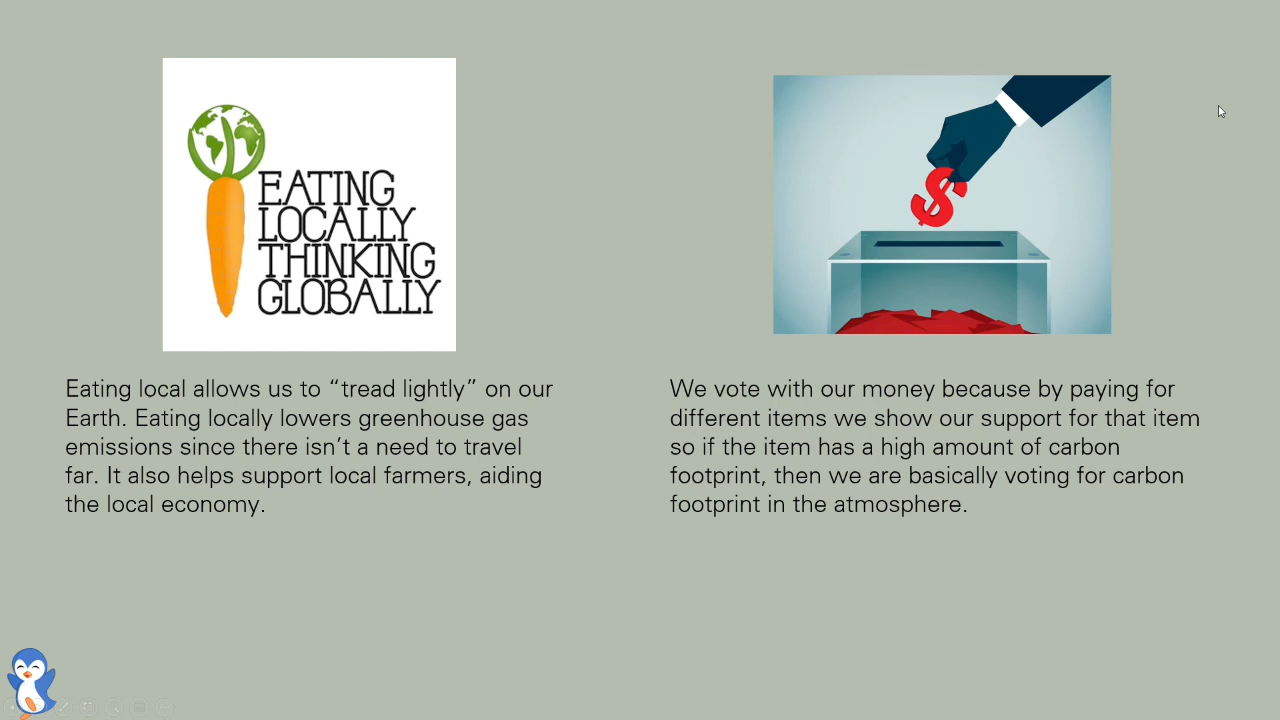 EATING
LOCALLY
THINKING
GLOBALLY
Eating local allows us to “tread lightly” on our
Earth. Eating locally lowers greenhouse gas
emissions since there isn’t a need to travel
far. It also helps support local farmers, aiding
the local economy.
$
We vote with our money because by paying for
different items we show our support for that item
so if the item has a high amount of carbon
footprint, then we are basically voting for carbon
footprint in the atmosphere.